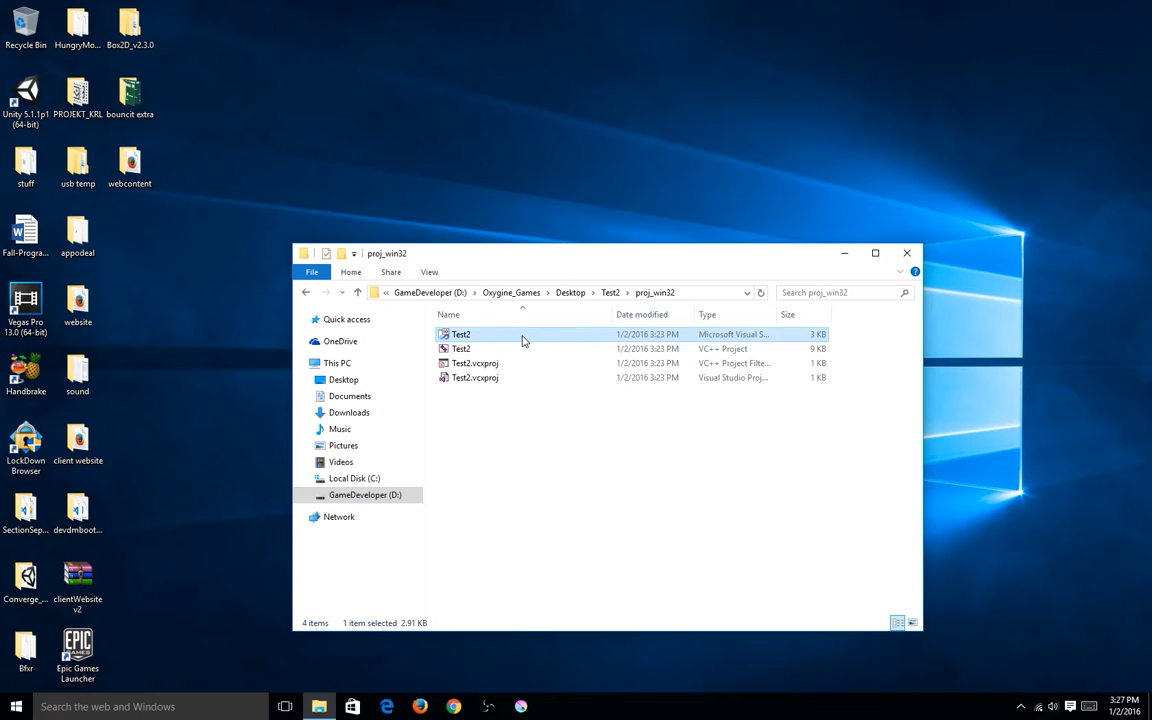 Recycle Bin
HungryMo...
Box2D_v2.3.0
Unity 5.1.1p1
(64-bit)
PROJEKT_KRL
bouncit extra
stuff
usb temp
webcontent
Fall-Progra...
appodeal
Vegas Pro
13.0 (64-bit)
website
Handbrake
sound
LockDown
Browser
client website
SectionSep...
devdmboot...
Converge_...
clientWebsite
v2
Bfxr
Epic Games
Launcher
proj_win32
File Home Share View
« GameDeveloper (D:) › Oxygine_Games › Desktop › Test2 › proj_win32
Search proj_win32
Name Date modified Type Size
Test2 1/2/2016 3:23 PM Microsoft Visual S... 3 KB
Test2 1/2/2016 3:23 PM VC++ Project 9 KB
Test2.vcxproj 1/2/2016 3:23 PM VC++ Project Filte... 1 KB
Test2.vcxproj 1/2/2016 3:23 PM Visual Studio Proj... 1 KB
Quick access
OneDrive
This PC
Desktop
Documents
Downloads
Music
Pictures
Videos
Local Disk (C:)
GameDeveloper (D:)
Network
4 items 1 item selected 2.91 KB
Search the web and Windows
3:27 PM
1/2/2016